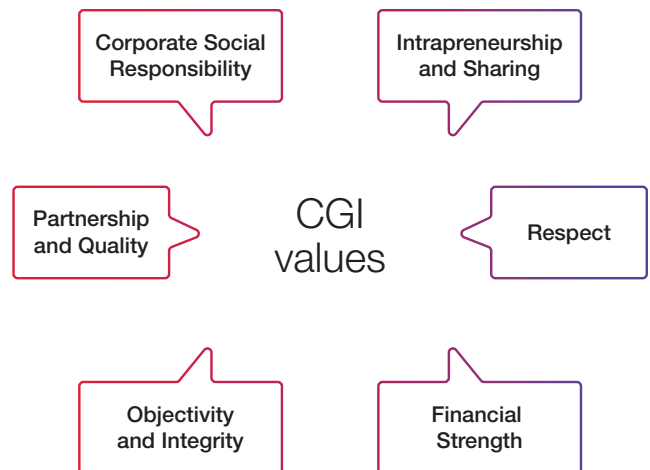 Corporate Social
Responsibility
Intrapreneurship
and Sharing
Partnership
and Quality
CGI
values
Respect
Objectivity
and Integrity
Financial
Strength